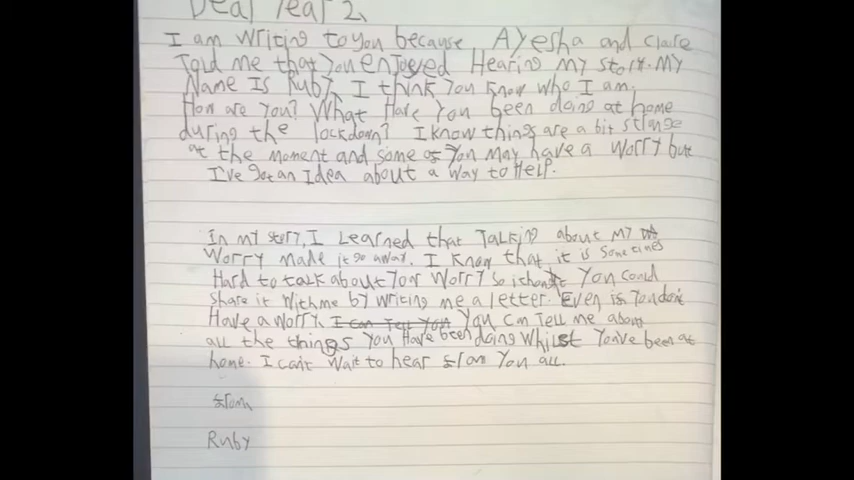 Dear Year 2,
I am writing to you because, Ayesha and Claire
Told me that you enjoyed Hearing my story. My
Name Is Ruby, I think you know who I am.
How are you? What Have you been doing at home
during the lockdown? I know things are a bit strange
at the moment and some of you may have a worry but
I've got an Idea about a way to Help.
In my story, I Learned that Talking about my
Worry made it go away. I know that it is sometimes
Hard to talk about your worry so i thought you could
share it with me by writing me a letter. Even if you don't
Have a worry, I can Tell you you can Tell me about
all the things you Have been doing whilst you've been at
home. I can't wait to hear from you all.
from
Ruby